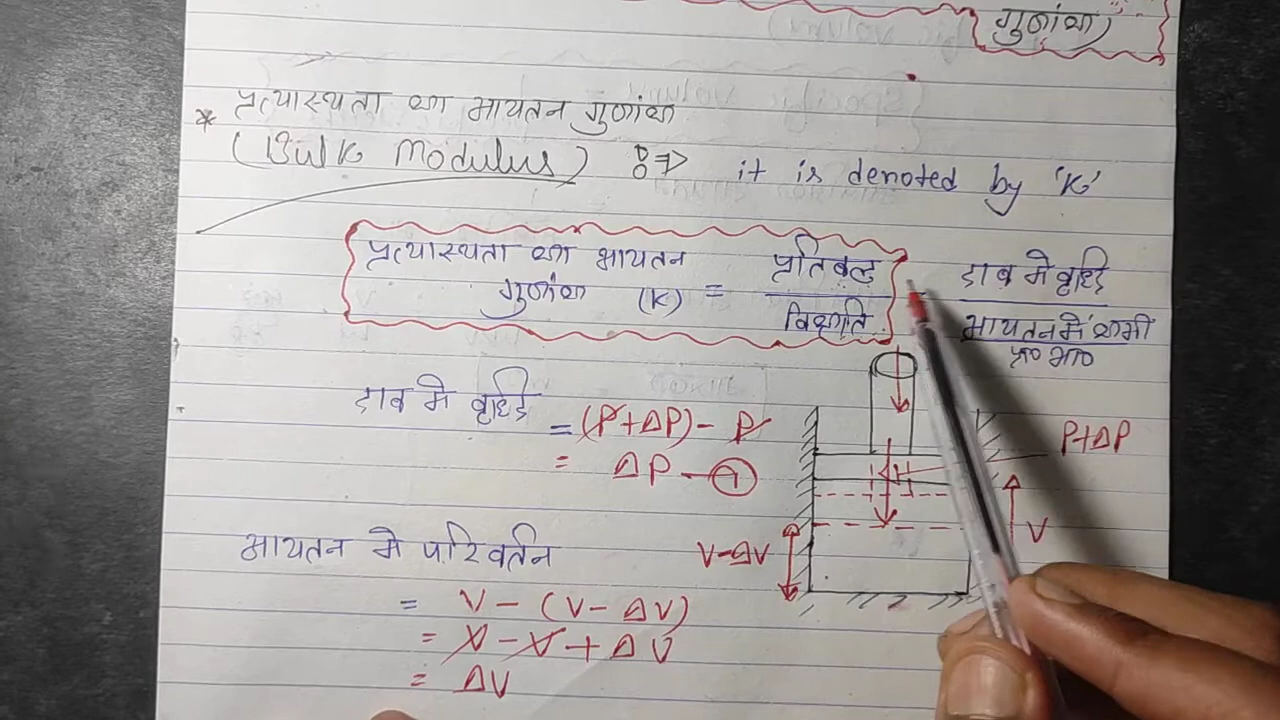 गुणांक)
* प्रत्यास्थता का आयतन गुणांक
(Bulk Modulus) :⇒ it is denoted by 'K'
प्रत्यास्थता का आयतन गुणांक (K) = प्रतिबल / विकृति = दाब मे वृद्धि / आयतन में कमी
प्रा० आ०
दाब मे वृद्धि = (P+ΔP) - P
= ΔP - ①
P+ΔP
V
V-ΔV
आयतन मे परिवर्तन
= V - (V - ΔV)
= V - V + ΔV
= ΔV